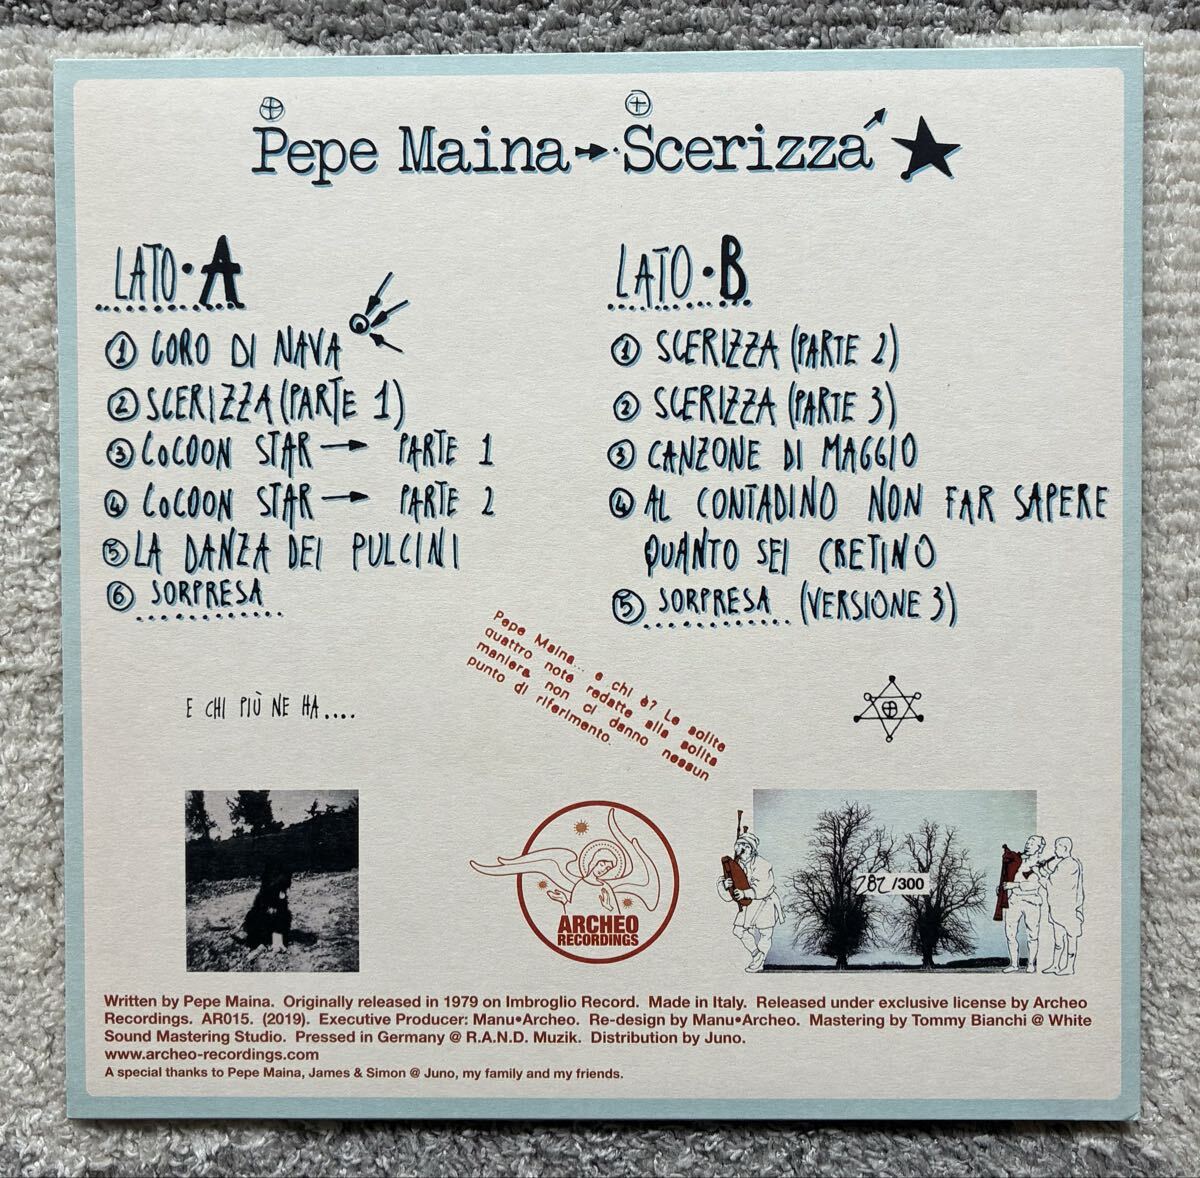 Pepe Maina → Scerizza
LATO • A
1 CORO DI NAVA
2 SCERIZZA (PARTE 1)
3 COCOON STAR → PARTE 1
4 COCOON STAR → PARTE 2
5 LA DANZA DEI PULCINI
6 SORPRESA
E CHI PIÙ NE HA....
LATO • B
1 SCERIZZA (PARTE 2)
2 SCERIZZA (PARTE 3)
3 CANZONE DI MAGGIO
4 AL CONTADINO NON FAR SAPERE
QUANTO SEI CRETINO
5 SORPRESA (VERSIONE 3)
Pepe Maina... e chi è? Le solite
quattro note redatte alla solita
maniera non ci danno nessun
punto di riferimento.
ARCHEO
RECORDINGS
282 /300
Written by Pepe Maina. Originally released in 1979 on Imbroglio Record. Made in Italy. Released under exclusive license by Archeo
Recordings. AR015. (2019). Executive Producer: Manu•Archeo. Re-design by Manu•Archeo. Mastering by Tommy Bianchi @ White
Sound Mastering Studio. Pressed in Germany @ R.A.N.D. Muzik. Distribution by Juno.
www.archeo-recordings.com
A special thanks to Pepe Maina, James & Simon @ Juno, my family and my friends.